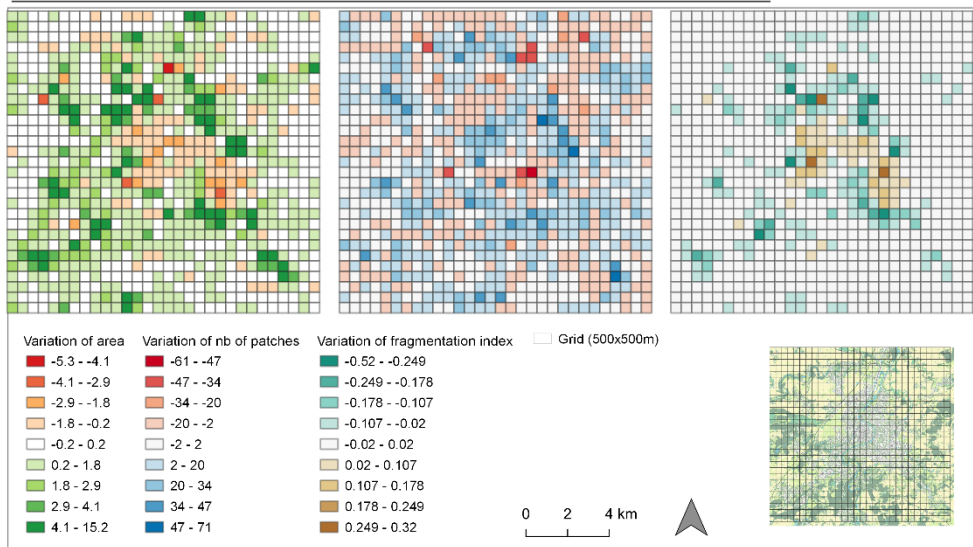 Variation of area
-5.3 - -4.1
-4.1 - -2.9
-2.9 - -1.8
-1.8 - -0.2
-0.2 - 0.2
0.2 - 1.8
1.8 - 2.9
2.9 - 4.1
4.1 - 15.2
Variation of nb of patches
-61 - -47
-47 - -34
-34 - -20
-20 - -2
-2 - 2
2 - 20
20 - 34
34 - 47
47 - 71
Variation of fragmentation index
-0.52 - -0.249
-0.249 - -0.178
-0.178 - -0.107
-0.107 - -0.02
-0.02 - 0.02
0.02 - 0.107
0.107 - 0.178
0.178 - 0.249
0.249 - 0.32
Grid (500x500m)
0 2 4 km